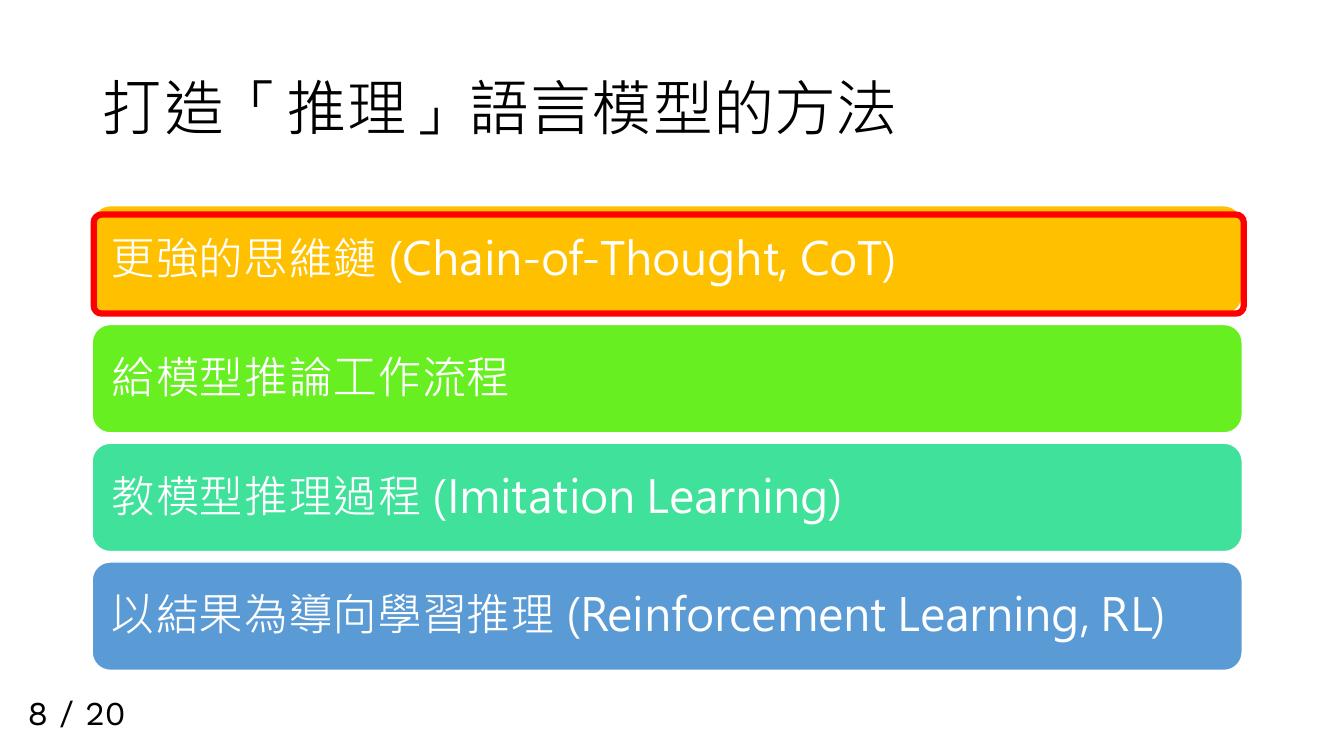 打造「推理」語言模型的方法
更強的思維鏈 (Chain-of-Thought, CoT)
給模型推論工作流程
教模型推理過程 (Imitation Learning)
以結果為導向學習推理 (Reinforcement Learning, RL)
8 / 20